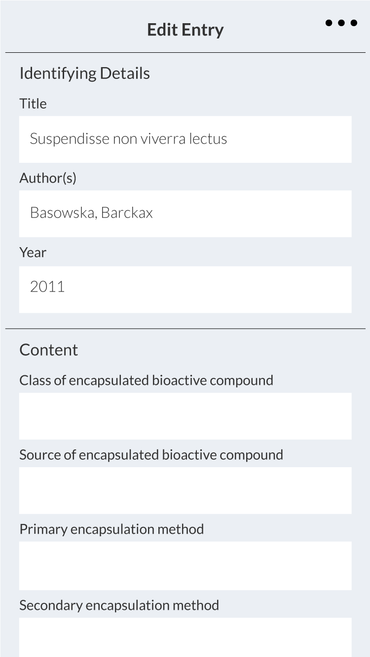 Edit Entry
Identifying Details
Title
Suspendisse non viverra lectus
Author(s)
Basowska, Barckax
Year
2011
Content
Class of encapsulated bioactive compound
Source of encapsulated bioactive compound
Primary encapsulation method
Secondary encapsulation method